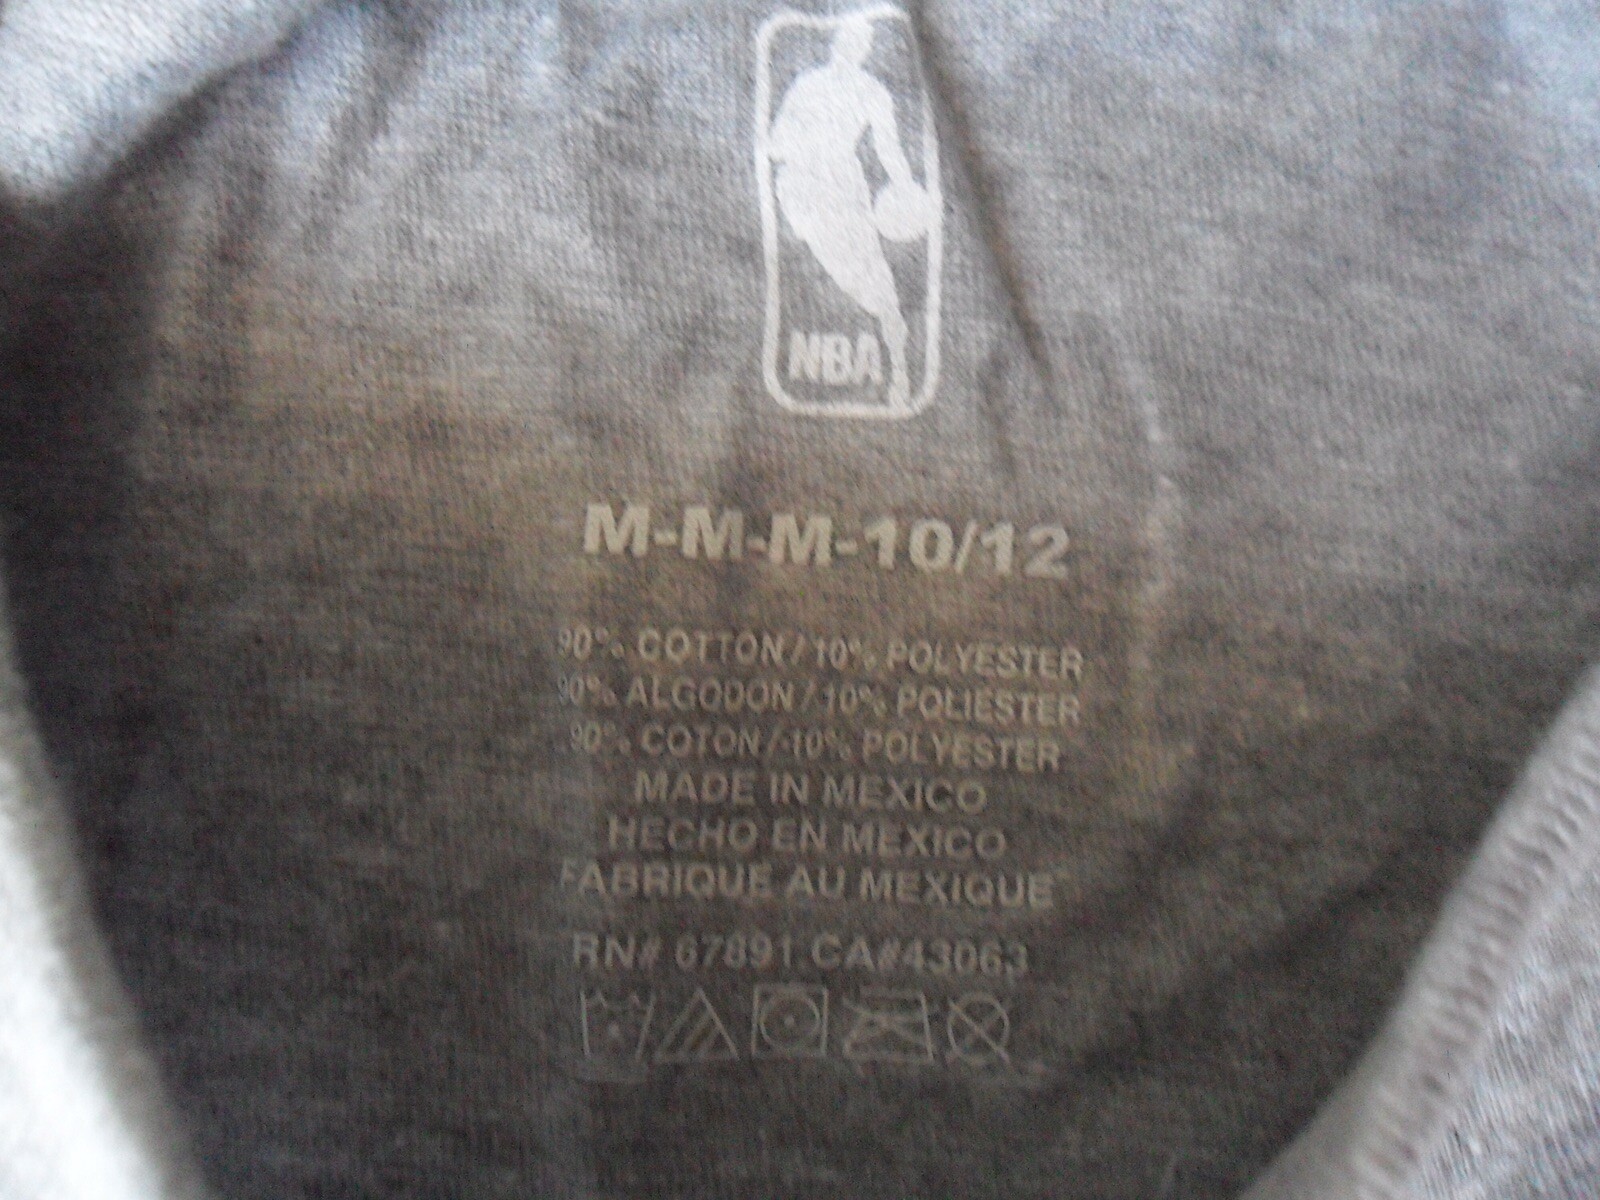 NBA
M-M-M-10/12
90% COTTON / 10% POLYESTER
90% ALGODON / 10% POLIESTER
90% COTON / 10% POLYESTER
MADE IN MEXICO
HECHO EN MEXICO
FABRIQUE AU MEXIQUE
RN# 67891 CA#43063